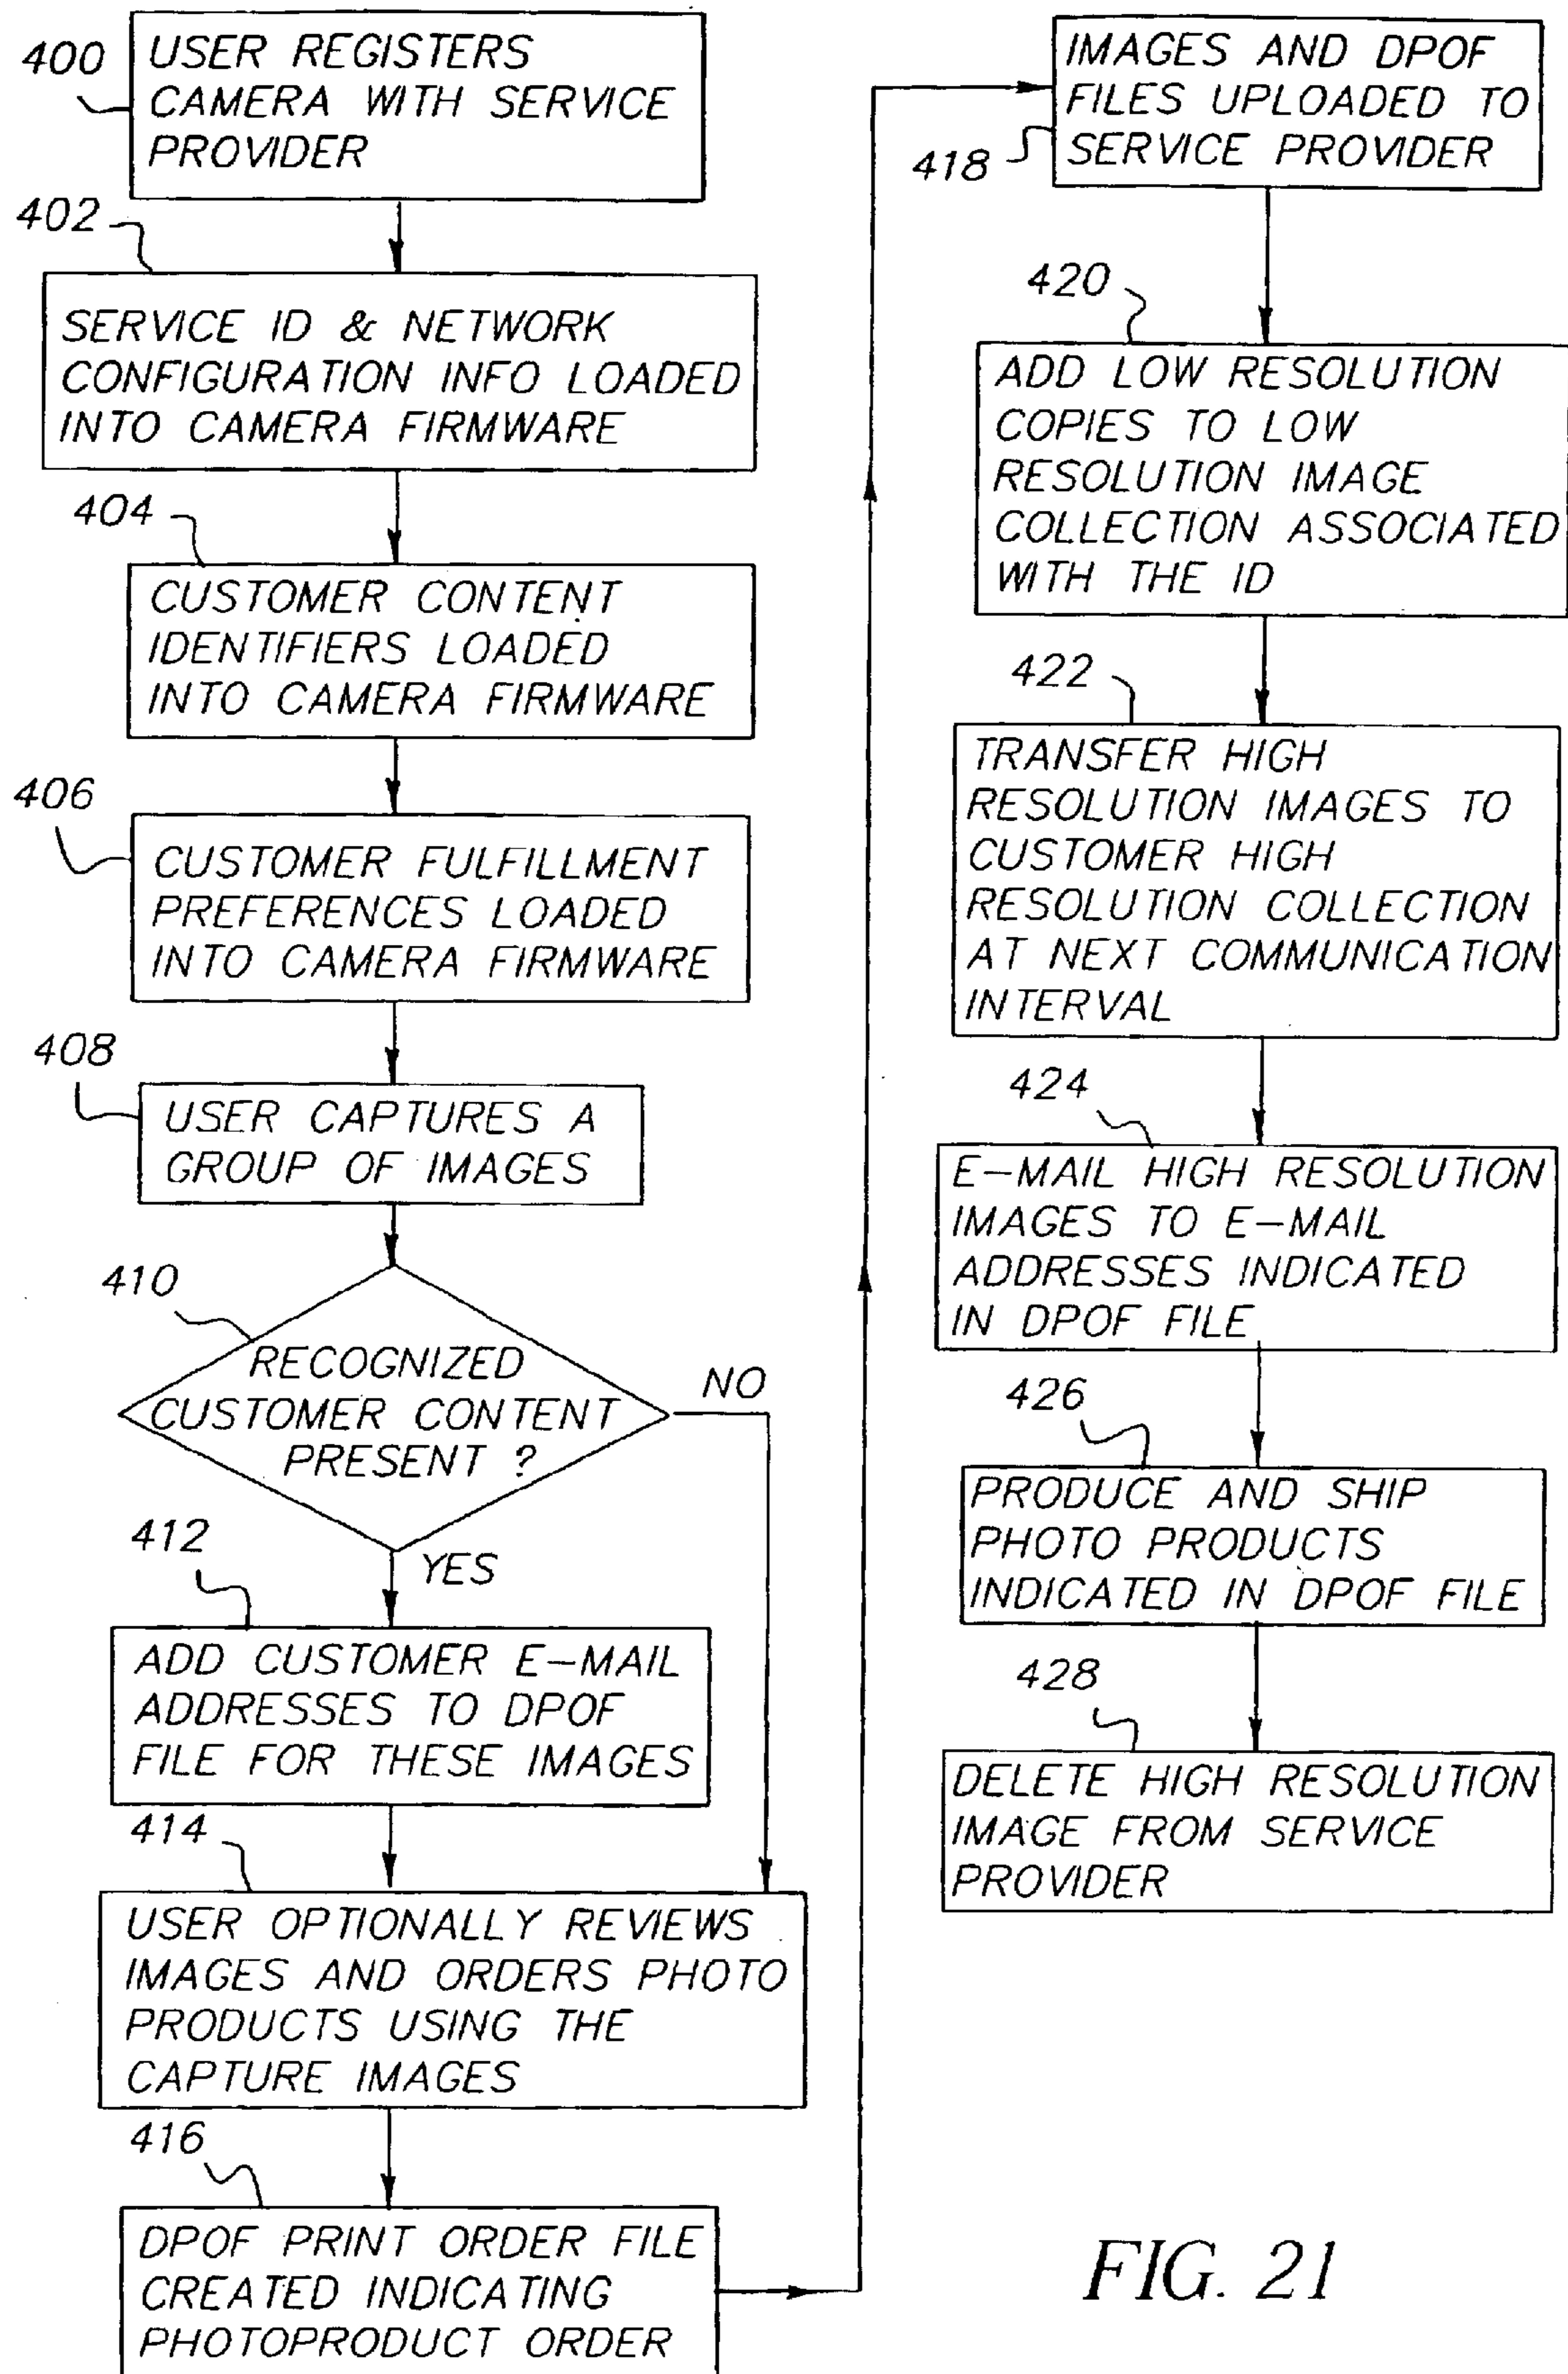 400
USER REGISTERS
CAMERA WITH SERVICE
PROVIDER
402
SERVICE ID & NETWORK
CONFIGURATION INFO LOADED
INTO CAMERA FIRMWARE
404
CUSTOMER CONTENT
IDENTIFIERS LOADED
INTO CAMERA FIRMWARE
406
CUSTOMER FULFILLMENT
PREFERENCES LOADED
INTO CAMERA FIRMWARE
408
USER CAPTURES A
GROUP OF IMAGES
410
RECOGNIZED
CUSTOMER CONTENT
PRESENT ?
NO
YES
412
ADD CUSTOMER E-MAIL
ADDRESSES TO DPOF
FILE FOR THESE IMAGES
414
USER OPTIONALLY REVIEWS
IMAGES AND ORDERS PHOTO
PRODUCTS USING THE
CAPTURE IMAGES
416
DPOF PRINT ORDER FILE
CREATED INDICATING
PHOTOPRODUCT ORDER
418
IMAGES AND DPOF
FILES UPLOADED TO
SERVICE PROVIDER
420
ADD LOW RESOLUTION
COPIES TO LOW
RESOLUTION IMAGE
COLLECTION ASSOCIATED
WITH THE ID
422
TRANSFER HIGH
RESOLUTION IMAGES TO
CUSTOMER HIGH
RESOLUTION COLLECTION
AT NEXT COMMUNICATION
INTERVAL
424
E-MAIL HIGH RESOLUTION
IMAGES TO E-MAIL
ADDRESSES INDICATED
IN DPOF FILE
426
PRODUCE AND SHIP
PHOTO PRODUCTS
INDICATED IN DPOF FILE
428
DELETE HIGH RESOLUTION
IMAGE FROM SERVICE
PROVIDER
FIG. 21